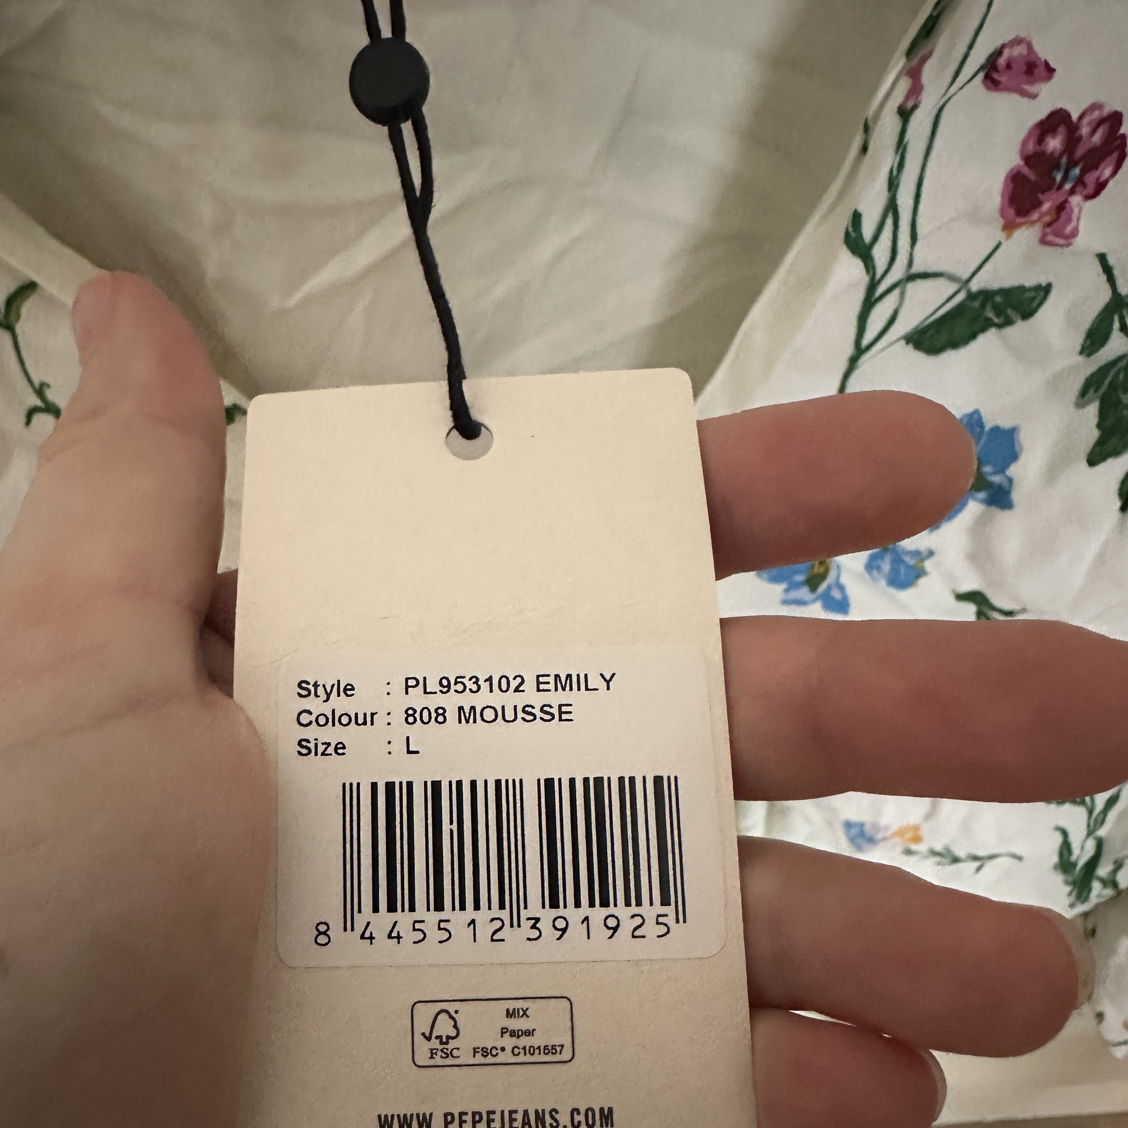 Style : PL953102 EMILY
Colour : 808 MOUSSE
Size : L
8 445512 391925
MIX
Paper
FSC FSC® C101557
WWW.PEPEJEANS.COM